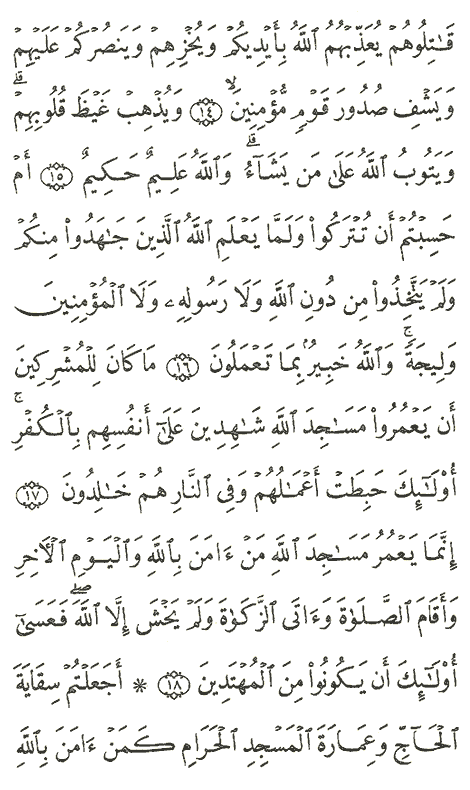 قَـٰتِلُوهُمْ يُعَذِّبْهُمُ ٱللَّهُ بِأَيْدِيكُمْ وَيُخْزِهِمْ وَيَنصُرْكُمْ عَلَيْهِمْ
وَيَشْفِ صُدُورَ قَوْمٍ مُّؤْمِنِينَ ۙ ﴿١٤﴾ وَيُذْهِبْ غَيْظَ قُلُوبِهِمْ ۗ
وَيَتُوبُ ٱللَّهُ عَلَىٰ مَن يَشَآءُ ۗ وَٱللَّهُ عَلِيمٌ حَكِيمٌ ﴿١٥﴾ أَمْ
حَسِبْتُمْ أَن تُتْرَكُوا۟ وَلَمَّا يَعْلَمِ ٱللَّهُ ٱلَّذِينَ جَـٰهَدُوا۟ مِنكُمْ
وَلَمْ يَتَّخِذُوا۟ مِن دُونِ ٱللَّهِ وَلَا رَسُولِهِۦ وَلَا ٱلْمُؤْمِنِينَ
وَلِيجَةً ۚ وَٱللَّهُ خَبِيرٌۢ بِمَا تَعْمَلُونَ ﴿١٦﴾ مَا كَانَ لِلْمُشْرِكِينَ
أَن يَعْمُرُوا۟ مَسَـٰجِدَ ٱللَّهِ شَـٰهِدِينَ عَلَىٰٓ أَنفُسِهِم بِٱلْكُفْرِ ۚ
أُو۟لَـٰٓئِكَ حَبِطَتْ أَعْمَـٰلُهُمْ وَفِى ٱلنَّارِ هُمْ خَـٰلِدُونَ ﴿١٧﴾
إِنَّمَا يَعْمُرُ مَسَـٰجِدَ ٱللَّهِ مَنْ ءَامَنَ بِٱللَّهِ وَٱلْيَوْمِ ٱلْـَٔاخِرِ
وَأَقَامَ ٱلصَّلَوٰةَ وَءَاتَى ٱلزَّكَوٰةَ وَلَمْ يَخْشَ إِلَّا ٱللَّهَ ۖ فَعَسَىٰٓ
أُو۟لَـٰٓئِكَ أَن يَكُونُوا۟ مِنَ ٱلْمُهْتَدِينَ ﴿١٨﴾ * أَجَعَلْتُمْ سِقَايَةَ
ٱلْحَآجِّ وَعِمَارَةَ ٱلْمَسْجِدِ ٱلْحَرَامِ كَمَنْ ءَامَنَ بِٱللَّهِ